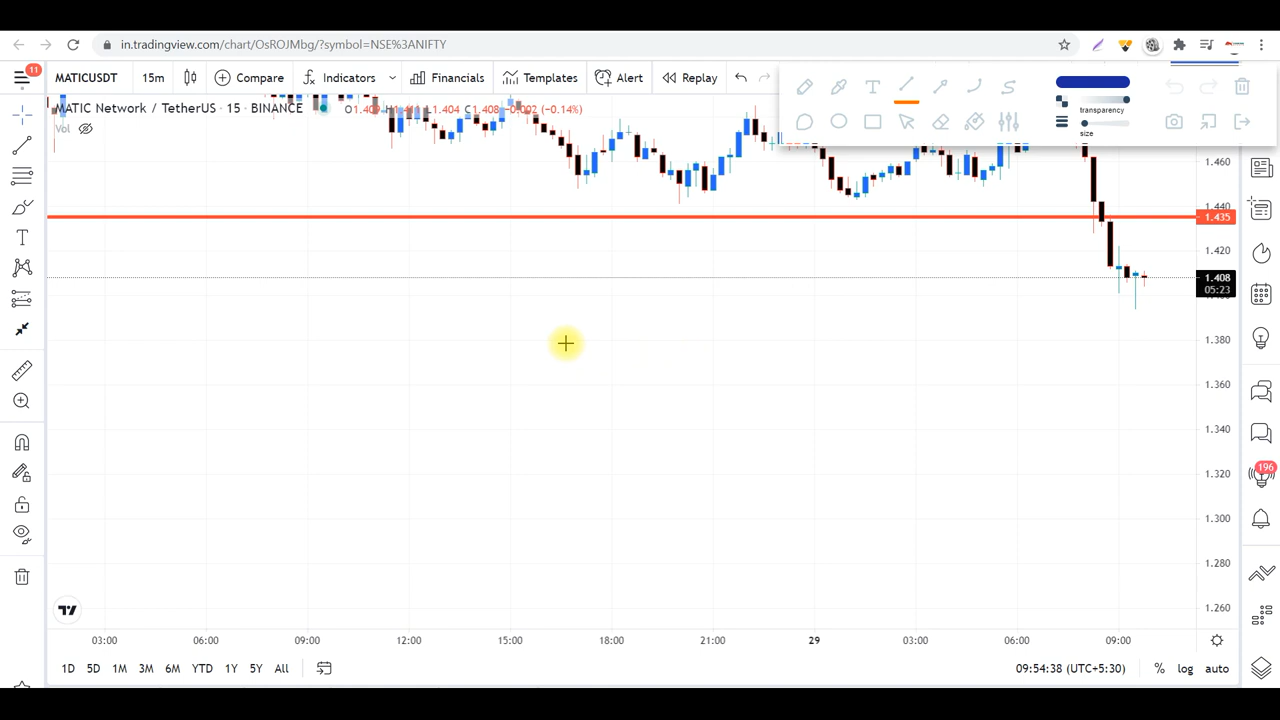 in.tradingview.com/chart/OsROJMbg/?symbol=NSE%3ANIFTY
11
MATICUSDT 15m Compare Indicators Financials Templates Alert Replay
transparency
size
MATIC Network / TetherUS · 15 · BINANCE
Vol
1.460
1.440
1.435
1.420
1.408
05:23
1.380
1.360
1.340
1.320
1.300
1.280
1.260
196
03:00 06:00 09:00 12:00 15:00 18:00 21:00 29 03:00 06:00 09:00
1D 5D 1M 3M 6M YTD 1Y 5Y All 09:54:38 (UTC+5:30) % log auto